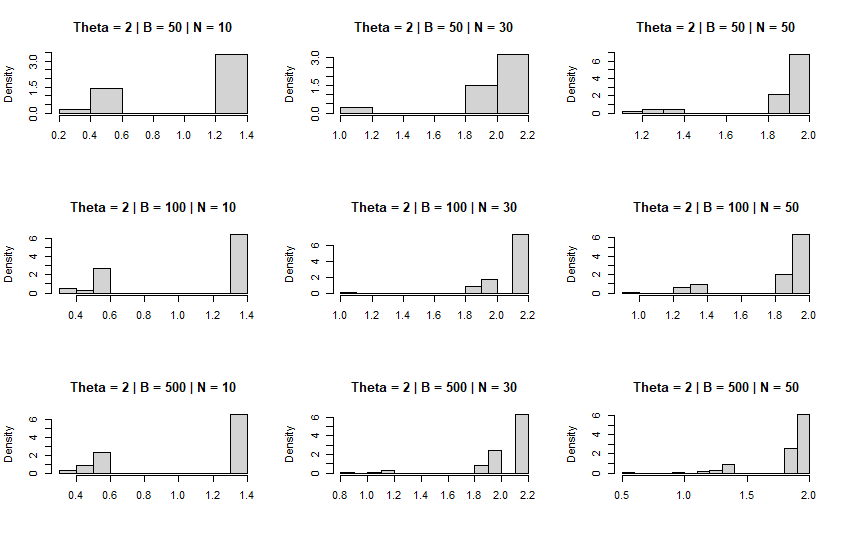 Theta = 2 | B = 50 | N = 10
Density
0.0 1.5 3.0
0.2 0.4 0.6 0.8 1.0 1.2 1.4
Theta = 2 | B = 50 | N = 30
Density
0.0 1.5 3.0
1.0 1.2 1.4 1.6 1.8 2.0 2.2
Theta = 2 | B = 50 | N = 50
Density
0 2 4 6
1.2 1.4 1.6 1.8 2.0
Theta = 2 | B = 100 | N = 10
Density
0 2 4 6
0.4 0.6 0.8 1.0 1.2 1.4
Theta = 2 | B = 100 | N = 30
Density
0 2 4 6
1.0 1.2 1.4 1.6 1.8 2.0 2.2
Theta = 2 | B = 100 | N = 50
Density
0 2 4 6
1.0 1.2 1.4 1.6 1.8 2.0
Theta = 2 | B = 500 | N = 10
Density
0 2 4 6
0.4 0.6 0.8 1.0 1.2 1.4
Theta = 2 | B = 500 | N = 30
Density
0 2 4 6
0.8 1.0 1.2 1.4 1.6 1.8 2.0 2.2
Theta = 2 | B = 500 | N = 50
Density
0 2 4 6
0.5 1.0 1.5 2.0